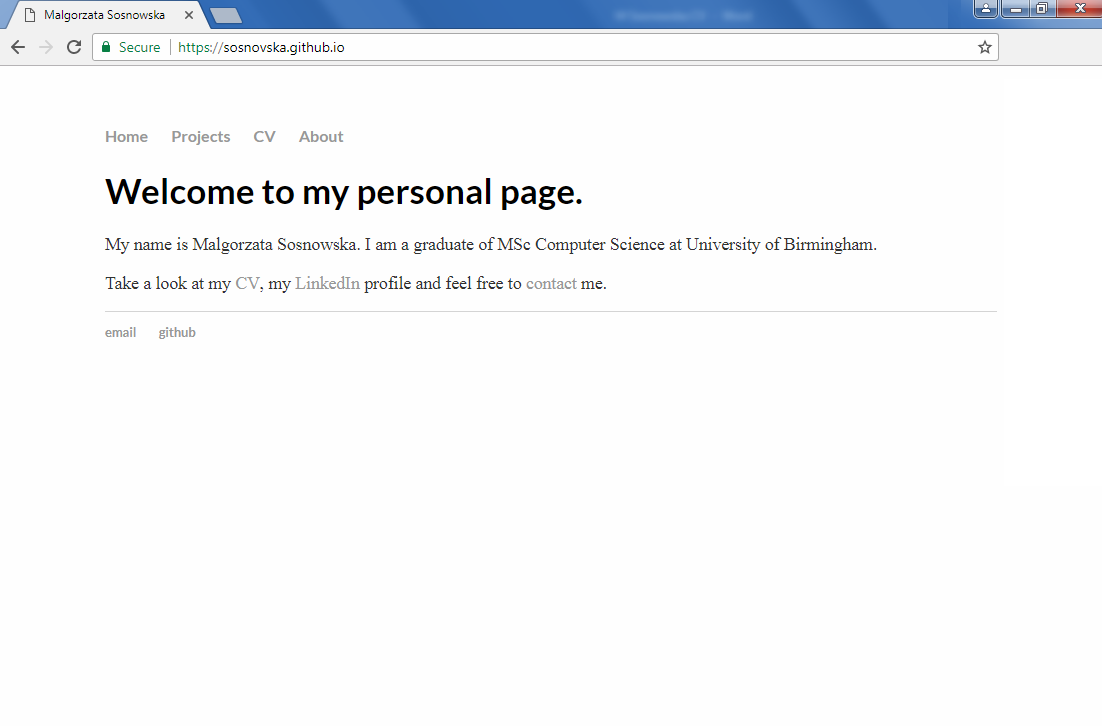 Malgorzata Sosnowska
Secure https://sosnovska.github.io
Home Projects CV About
Welcome to my personal page.
My name is Malgorzata Sosnowska. I am a graduate of MSc Computer Science at University of Birmingham.
Take a look at my CV, my LinkedIn profile and feel free to contact me.
email github